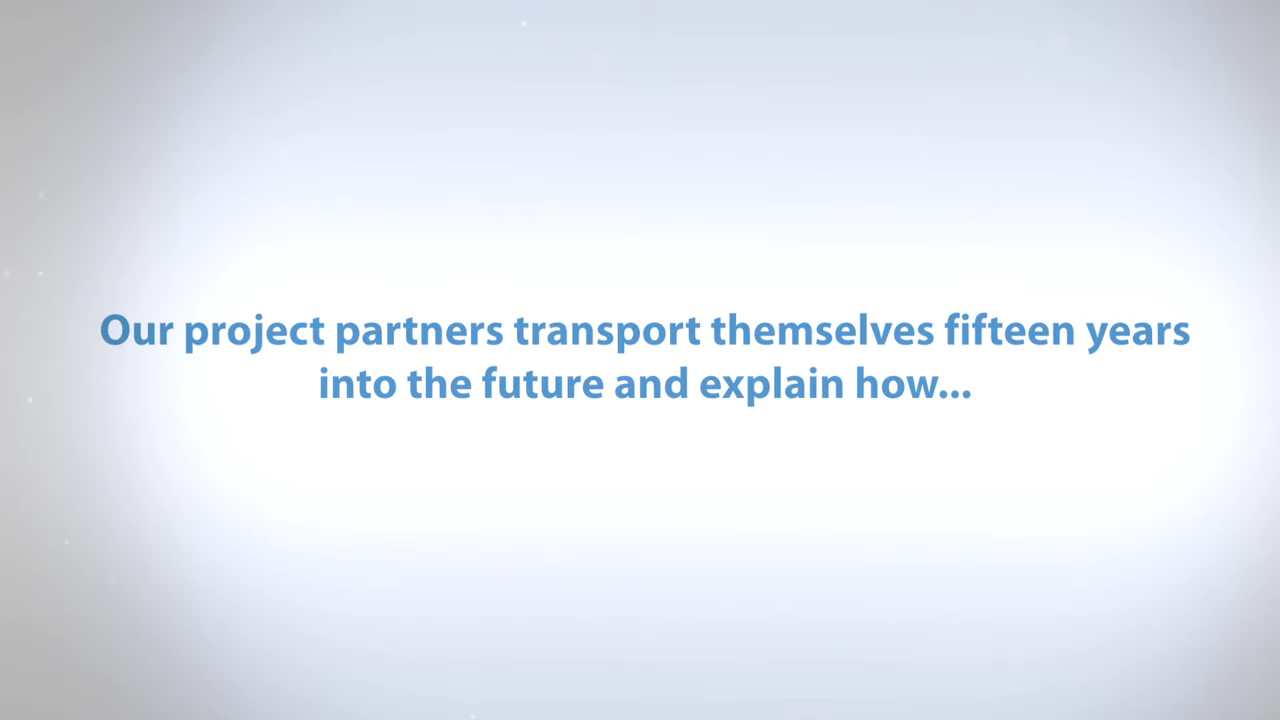 Our project partners transport themselves fifteen years
into the future and explain how...